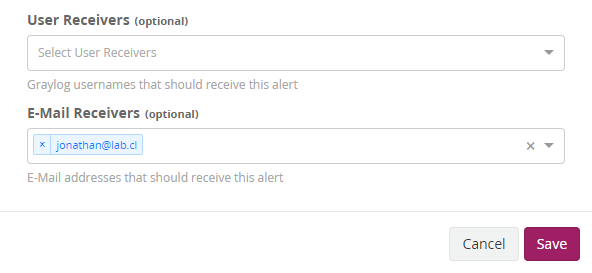 User Receivers (optional)
Select User Receivers
Graylog usernames that should receive this alert
E-Mail Receivers (optional)
× jonathan@lab.cl ×
E-Mail addresses that should receive this alert
Cancel Save